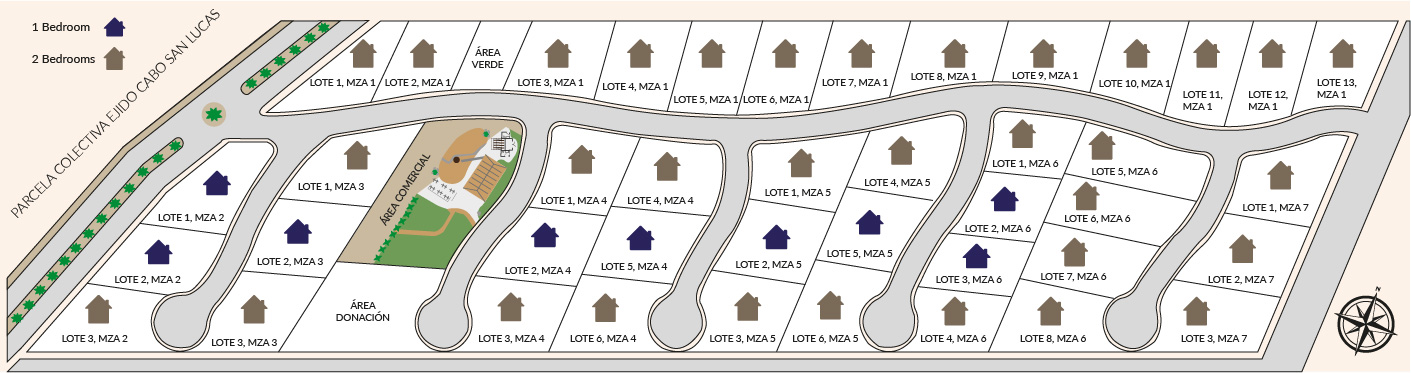 1 Bedroom
2 Bedrooms
PARCELA COLECTIVA EJIDO CABO SAN LUCAS
LOTE 1, MZA 1
LOTE 2, MZA 1
ÁREA
VERDE
LOTE 3, MZA 1
LOTE 4, MZA 1
LOTE 5, MZA 1
LOTE 6, MZA 1
LOTE 7, MZA 1
LOTE 8, MZA 1
LOTE 9, MZA 1
LOTE 10, MZA 1
LOTE 11,
MZA 1
LOTE 12,
MZA 1
LOTE 13,
MZA 1
LOTE 1, MZA 2
LOTE 2, MZA 2
LOTE 3, MZA 2
LOTE 1, MZA 3
LOTE 2, MZA 3
LOTE 3, MZA 3
ÁREA COMERCIAL
ÁREA
DONACIÓN
LOTE 1, MZA 4
LOTE 2, MZA 4
LOTE 3, MZA 4
LOTE 4, MZA 4
LOTE 5, MZA 4
LOTE 6, MZA 4
LOTE 1, MZA 5
LOTE 2, MZA 5
LOTE 3, MZA 5
LOTE 4, MZA 5
LOTE 5, MZA 5
LOTE 6, MZA 5
LOTE 1, MZA 6
LOTE 2, MZA 6
LOTE 3, MZA 6
LOTE 4, MZA 6
LOTE 5, MZA 6
LOTE 6, MZA 6
LOTE 7, MZA 6
LOTE 8, MZA 6
LOTE 1, MZA 7
LOTE 2, MZA 7
LOTE 3, MZA 7
N